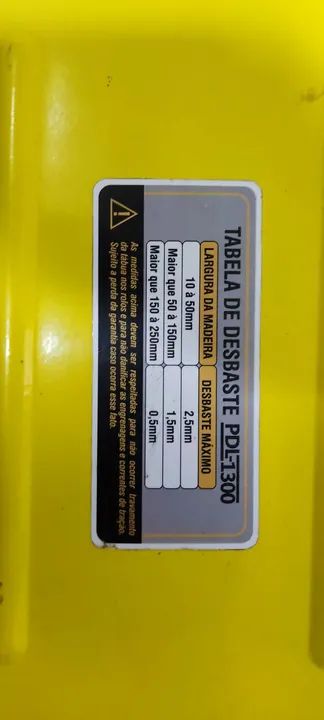 TABELA DE DESBASTE PDL-1300
LARGURA DA MADEIRA DESBASTE MÁXIMO
10 à 50mm 2,5mm
Maior que 50 à 150mm 1,5mm
Maior que 150 à 250mm 0,5mm
As medidas acima devem ser respeitadas para não ocorrer travamento
da tábua nos rolos e para não danificar as engrenagens e correntes de tração.
Sujeito a perda da garantia caso ocorra esse fato.